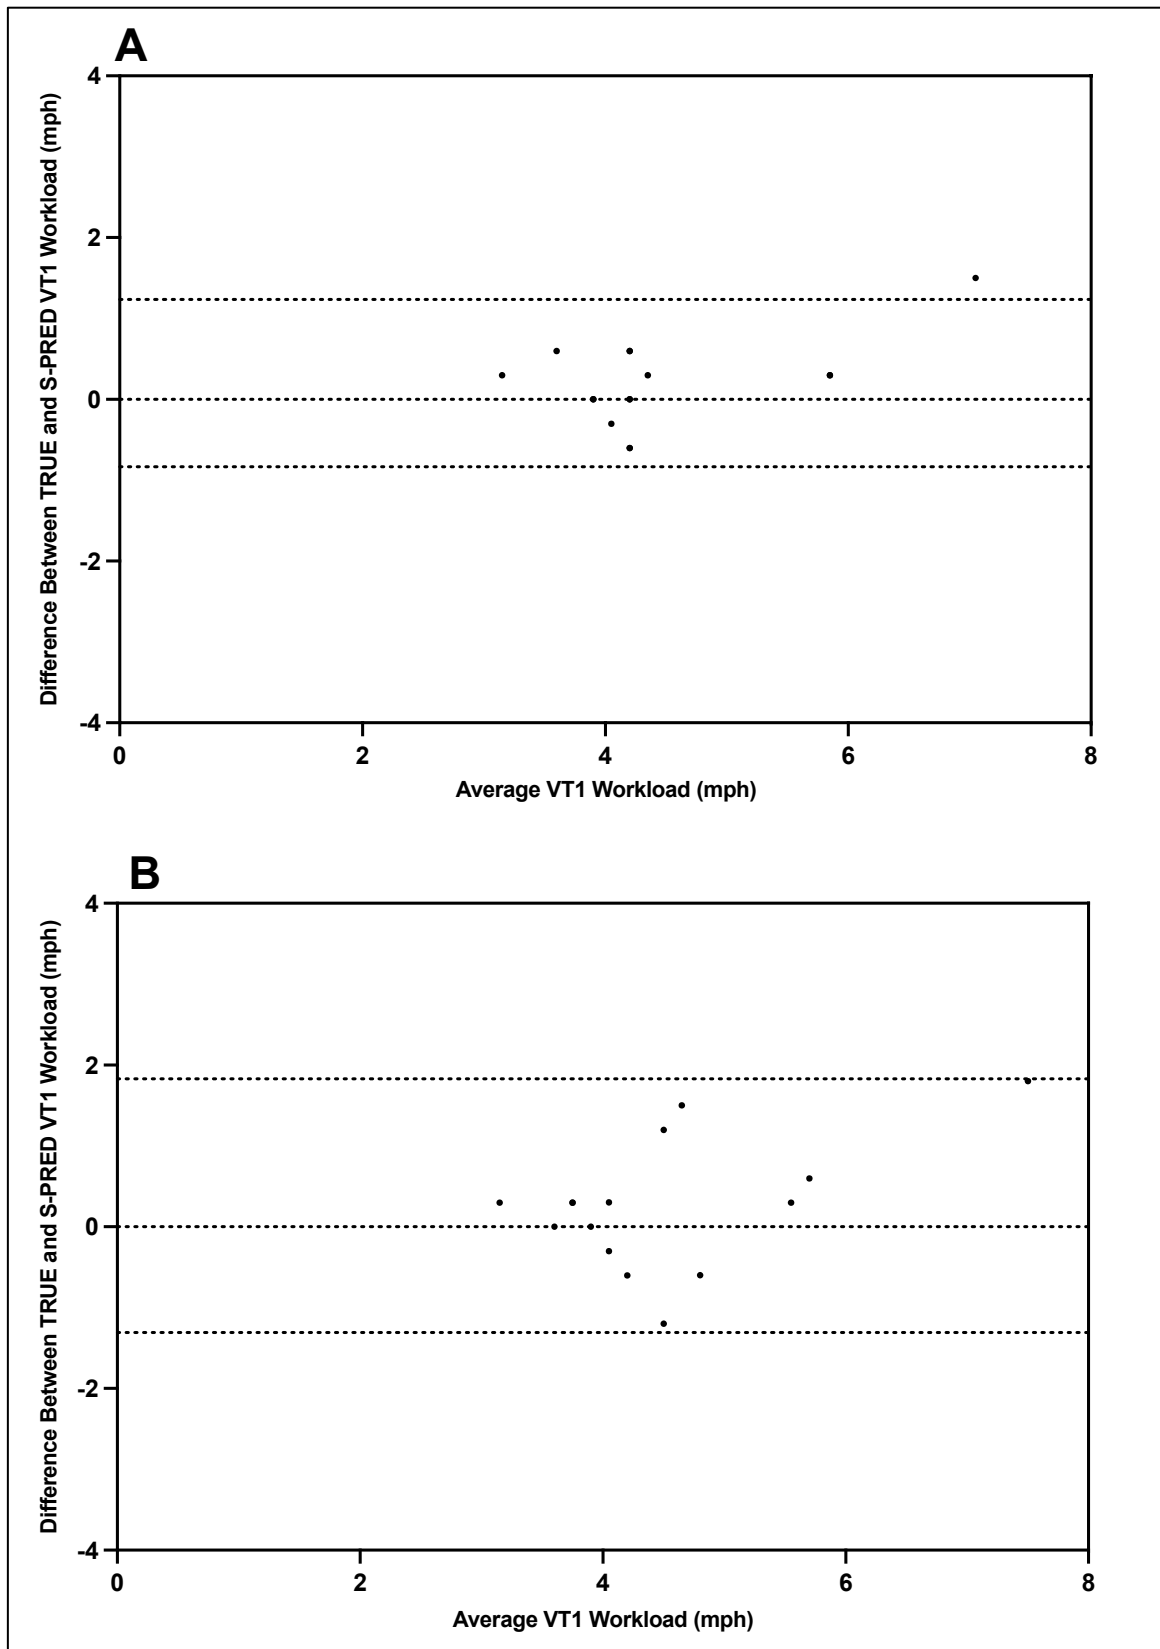 A
Difference Between TRUE and S-PRED VT1 Workload (mph)
4
2
0
-2
-4
0 2 4 6 8
Average VT1 Workload (mph)
B
Difference Between TRUE and S-PRED VT1 Workload (mph)
4
2
0
-2
-4
0 2 4 6 8
Average VT1 Workload (mph)